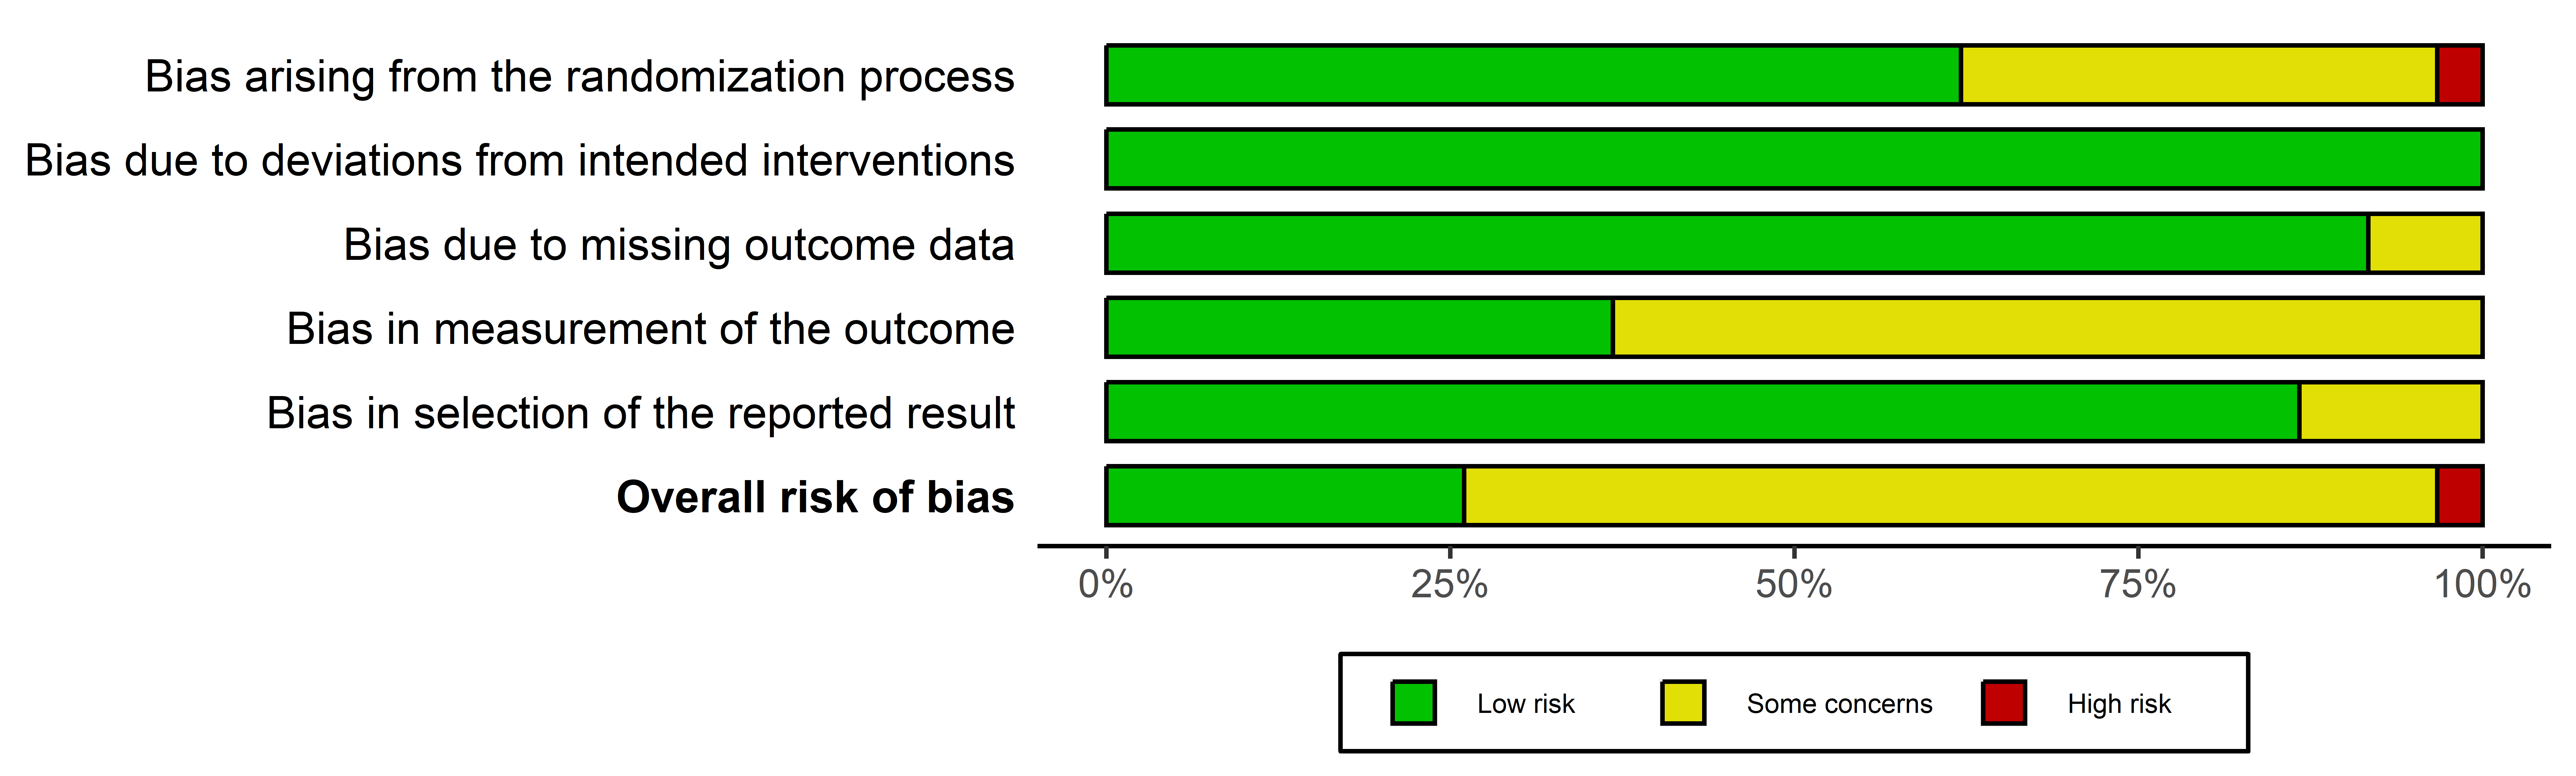 Bias arising from the randomization process
Bias due to deviations from intended interventions
Bias due to missing outcome data
Bias in measurement of the outcome
Bias in selection of the reported result
Overall risk of bias
0% 25% 50% 75% 100%
Low risk Some concerns High risk